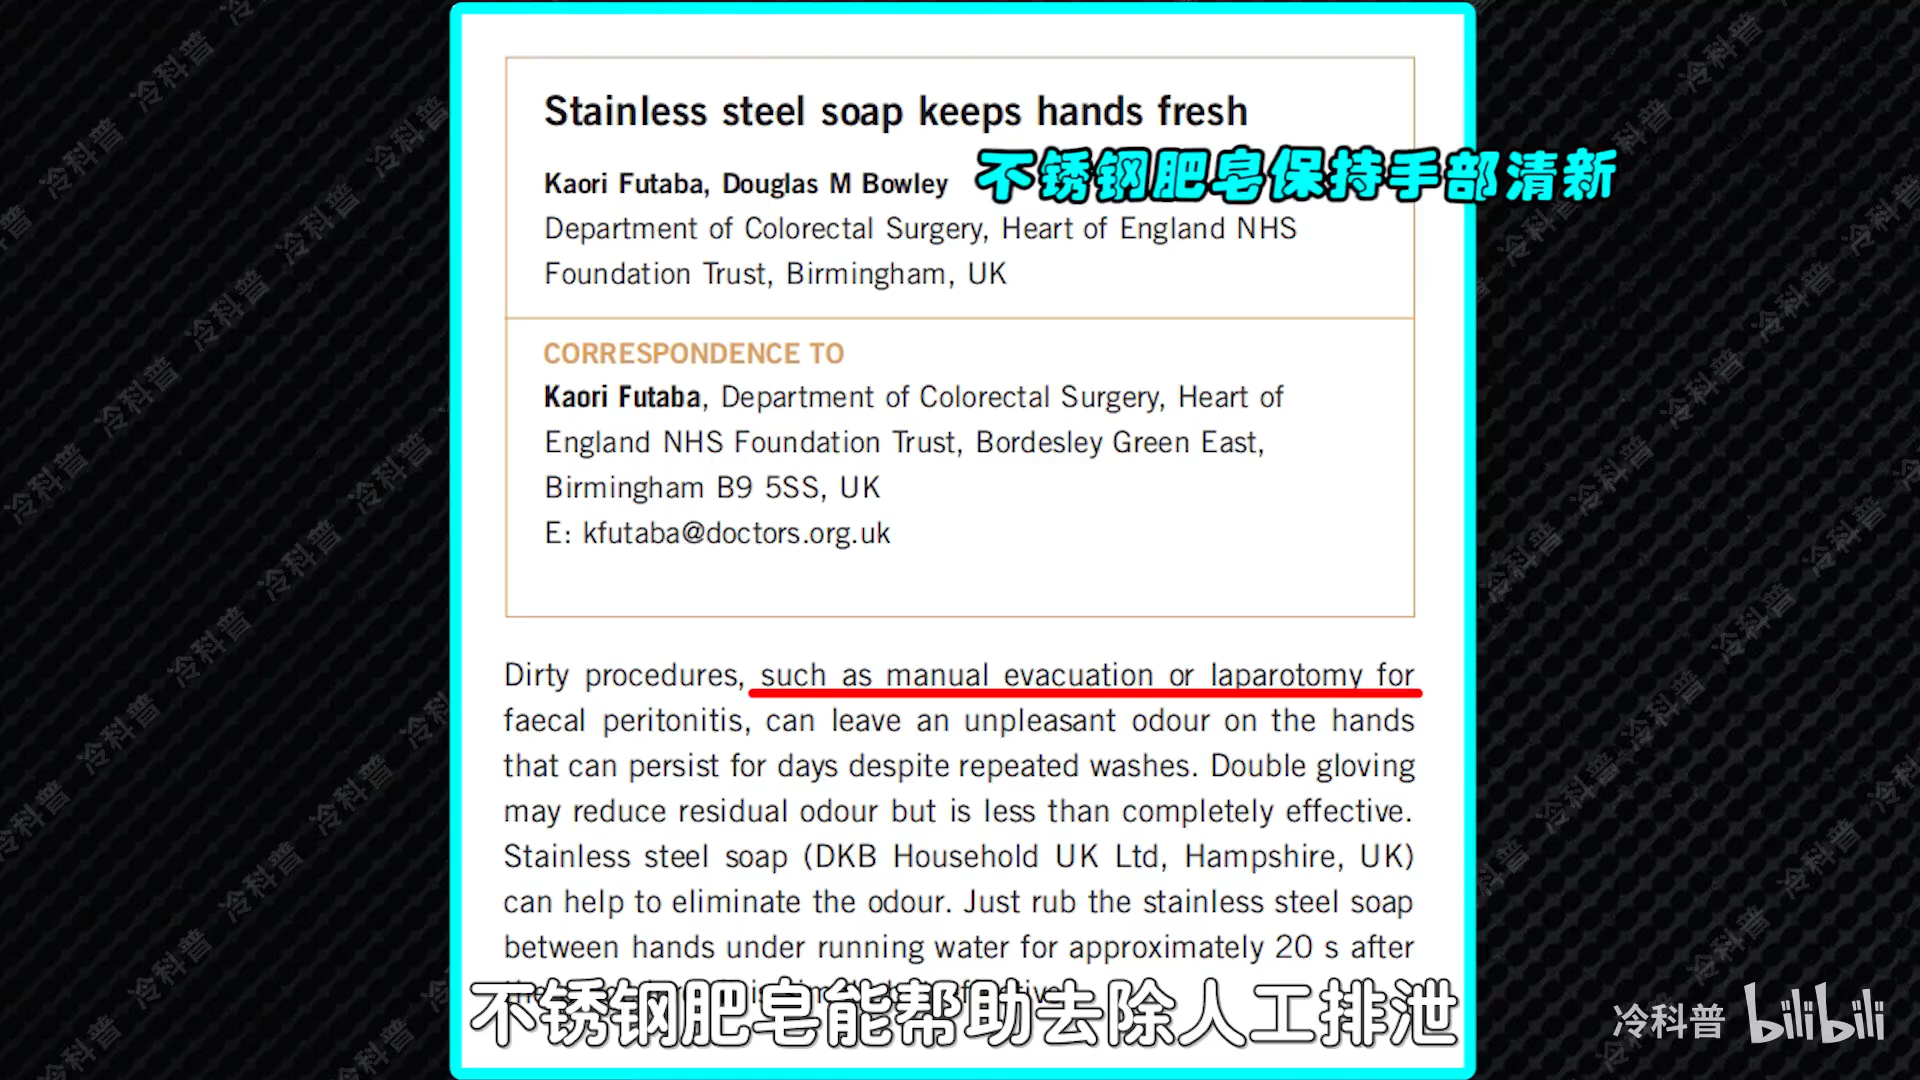 Stainless steel soap keeps hands fresh
不锈钢肥皂保持手部清新
Kaori Futaba, Douglas M Bowley
Department of Colorectal Surgery, Heart of England NHS
Foundation Trust, Birmingham, UK
CORRESPONDENCE TO
Kaori Futaba, Department of Colorectal Surgery, Heart of
England NHS Foundation Trust, Bordesley Green East,
Birmingham B9 5SS, UK
E: kfutaba@doctors.org.uk
Dirty procedures, such as manual evacuation or laparotomy for
faecal peritonitis, can leave an unpleasant odour on the hands
that can persist for days despite repeated washes. Double gloving
may reduce residual odour but is less than completely effective.
Stainless steel soap (DKB Household UK Ltd, Hampshire, UK)
can help to eliminate the odour. Just rub the stainless steel soap
between hands under running water for approximately 20 s after
不锈钢肥皂能帮助去除人工排泄
冷科普 bilibili